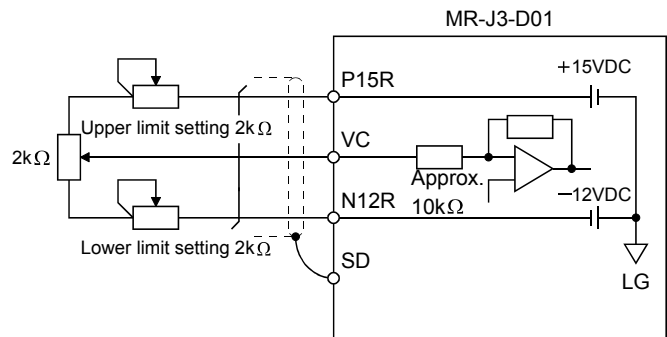 MR-J3-D01
P15R
+15VDC
Upper limit setting 2kΩ
VC
2kΩ
Approx.
10kΩ
N12R
−12VDC
Lower limit setting 2kΩ
SD
LG